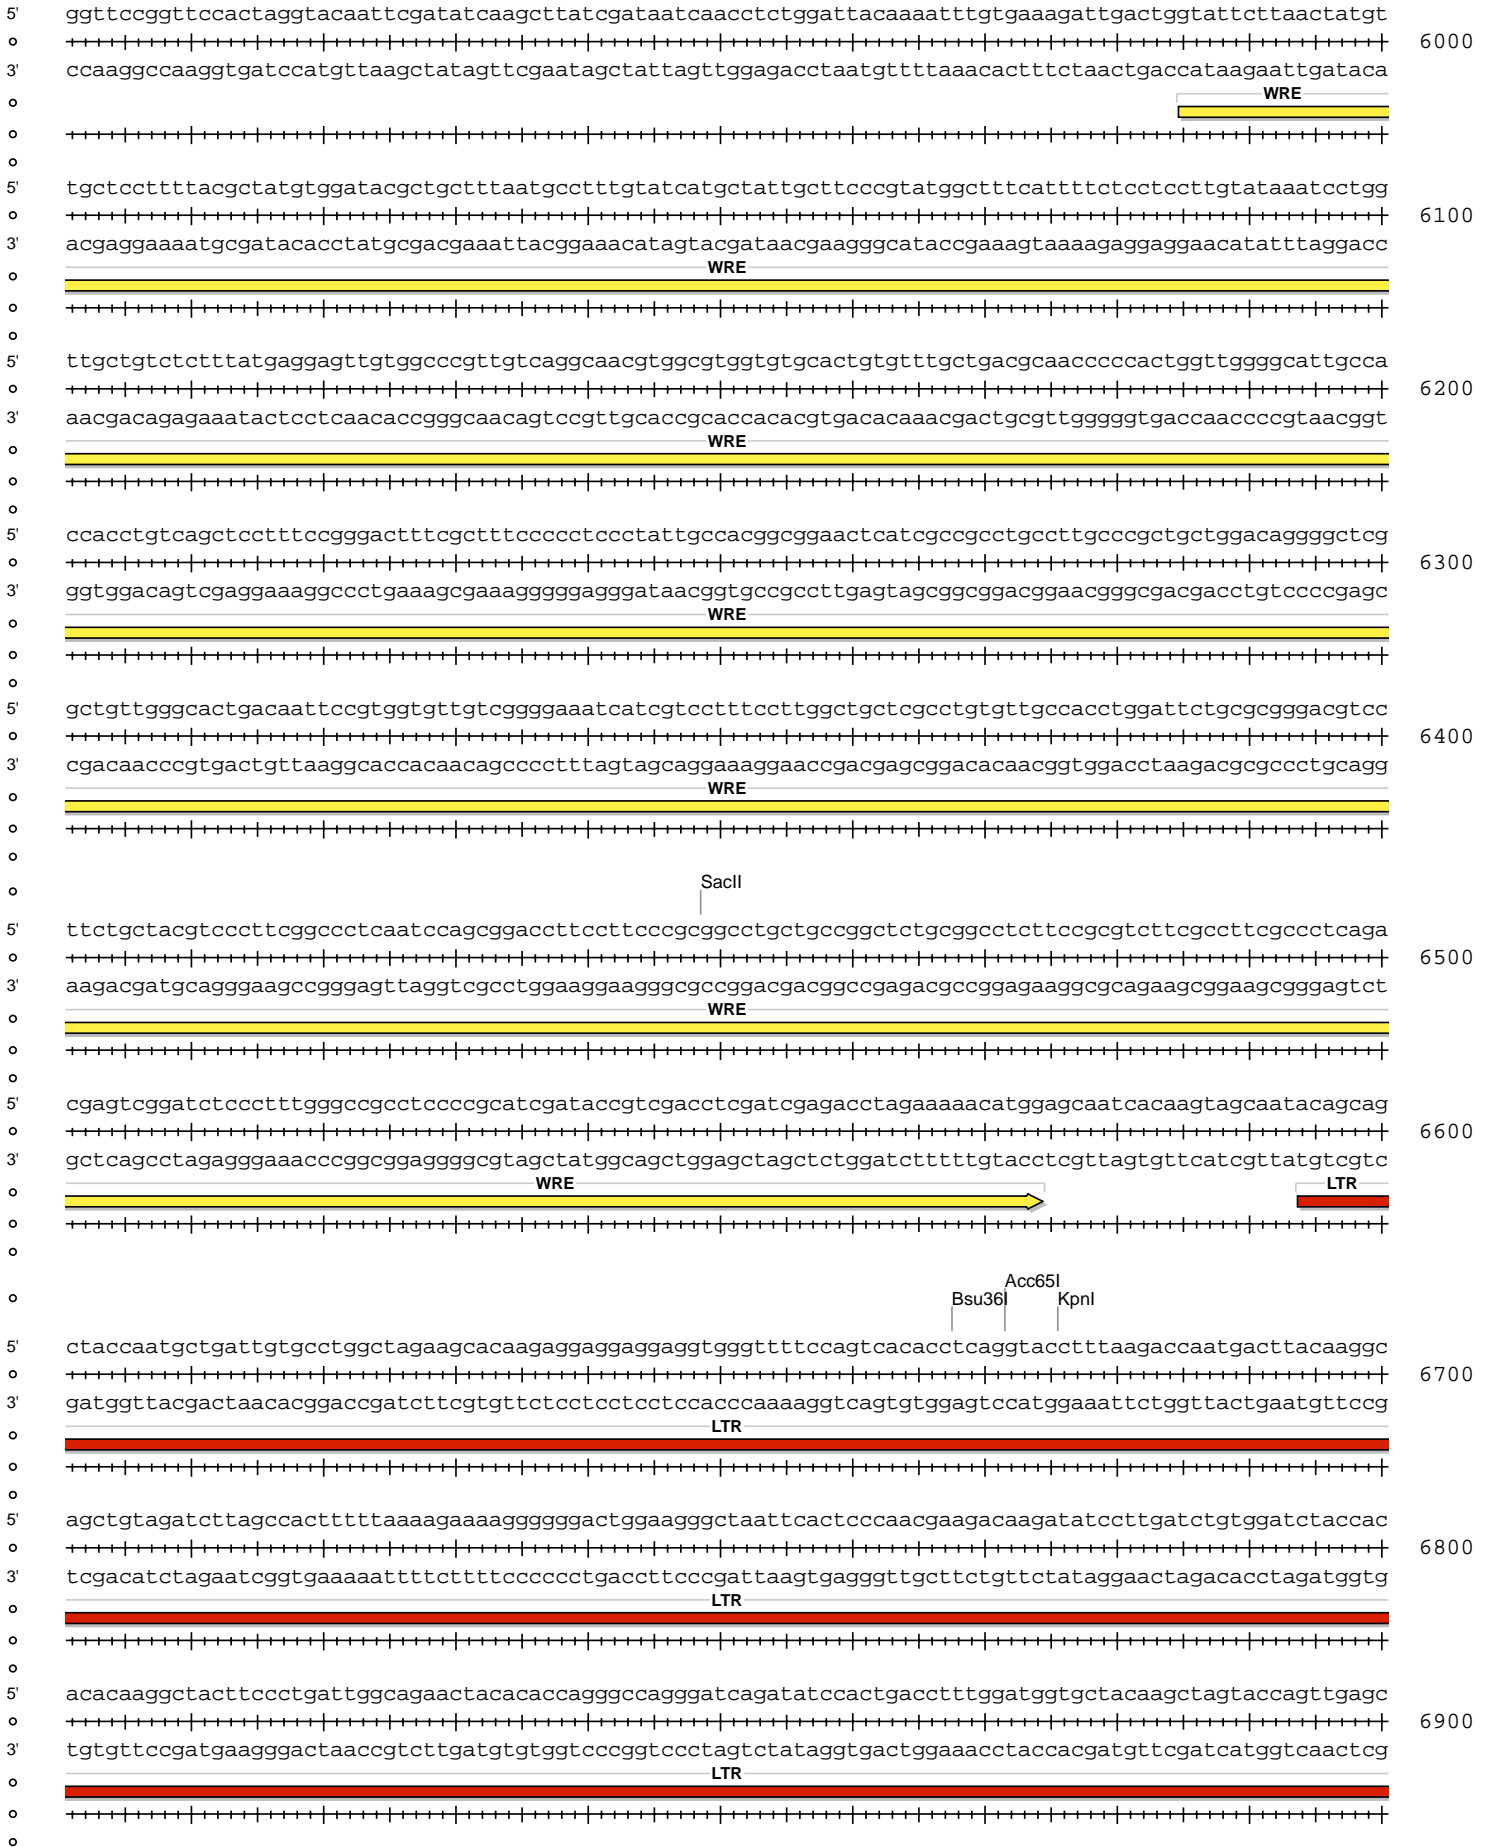 5' ggttccggttccactaggtacaattcgatatcaagcttatcgataatcaacctctggattacaaaatttgtgaaagattgactggtattcttaactatgt
6000
3' ccaaggccaaggtgatccatgttaagctatagttcgaatagctattagttggagacctaatgttttaaacactttctaactgaccataagaattgataca
WRE
5' tgctccttttacgctatgtggatacgctgctttaatgcctttgtatcatgctattgcttcccgtatggctttcattttctcctccttgtataaatcctgg
6100
3' acgaggaaaatgcgatacacctatgcgacgaaattacggaaacatagtacgataacgaagggcataccgaaagtaaaagaggaggaacatatttaggacc
WRE
5' ttgctgtctctttatgaggagttgtggcccgttgtcaggcaacgtggcgtggtgtgcactgtgtttgctgacgcaacccccactggttggggcattgcca
6200
3' aacgacagagaaatactcctcaacaccgggcaacagtccgttgcaccgcaccacacgtgacacaaacgactgcgttgggggtgaccaaccccgtaacggt
WRE
5' ccacctgtcagctcctttccgggactttcgctttccccctccctattgccacggcggaactcatcgccgcctgccttgcccgctgctggacaggggctcg
6300
3' ggtggacagtcgaggaaaggccctgaaagcgaaagggggagggataacggtgccgccttgagtagcggcggacggaacgggcgacgacctgtccccgagc
WRE
5' gctgttgggcactgacaattccgtggtgttgtcggggaaatcatcgtcctttccttggctgctcgcctgtgttgccacctggattctgcgcgggacgtcc
6400
3' cgacaacccgtgactgttaaggcaccacaacagcccctttagtagcaggaaaggaaccgacgagcggacacaacggtggacctaagacgcgccctgcagg
WRE
SacII
5' ttctgctacgtcccttcggccctcaatccagcggaccttccttcccgcggcctgctgccggctctgcggcctcttccgcgtcttcgccttcgccctcaga
6500
3' aagacgatgcagggaagccgggagttaggtcgcctggaaggaagggcgccggacgacggccgagacgccggagaaggcgcagaagcggaagcgggagtct
WRE
5' cgagtcggatctccctttgggccgcctccccgcatcgataccgtcgacctcgatcgagacctagaaaaacatggagcaatcacaagtagcaatacagcag
6600
3' gctcagcctagagggaaacccggcggaggggcgtagctatggcagctggagctagctctggatctttttgtacctcgttagtgttcatcgttatgtcgtc
WRE LTR
Acc65I
Bsu36I KpnI
5' ctaccaatgctgattgtgcctggctagaagcacaagaggaggaggaggtgggttttccagtcacacctcaggtacctttaagaccaatgacttacaaggc
6700
3' gatggttacgactaacacggaccgatcttcgtgttctcctcctcctccacccaaaaggtcagtgtggagtccatggaaattctggttactgaatgttccg
LTR
5' agctgtagatcttagccactttttaaaagaaaaggggggactggaagggctaattcactcccaacgaagacaagatatccttgatctgtggatctaccac
6800
3' tcgacatctagaatcggtgaaaaattttcttttcccccctgaccttcccgattaagtgagggttgcttctgttctataggaactagacacctagatggtg
LTR
5' acacaaggctacttccctgattggcagaactacacaccagggccagggatcagatatccactgacctttggatggtgctacaagctagtaccagttgagc
6900
3' tgtgttccgatgaagggactaaccgtcttgatgtgtggtcccggtccctagtctataggtgactggaaacctaccacgatgttcgatcatggtcaactcg
LTR